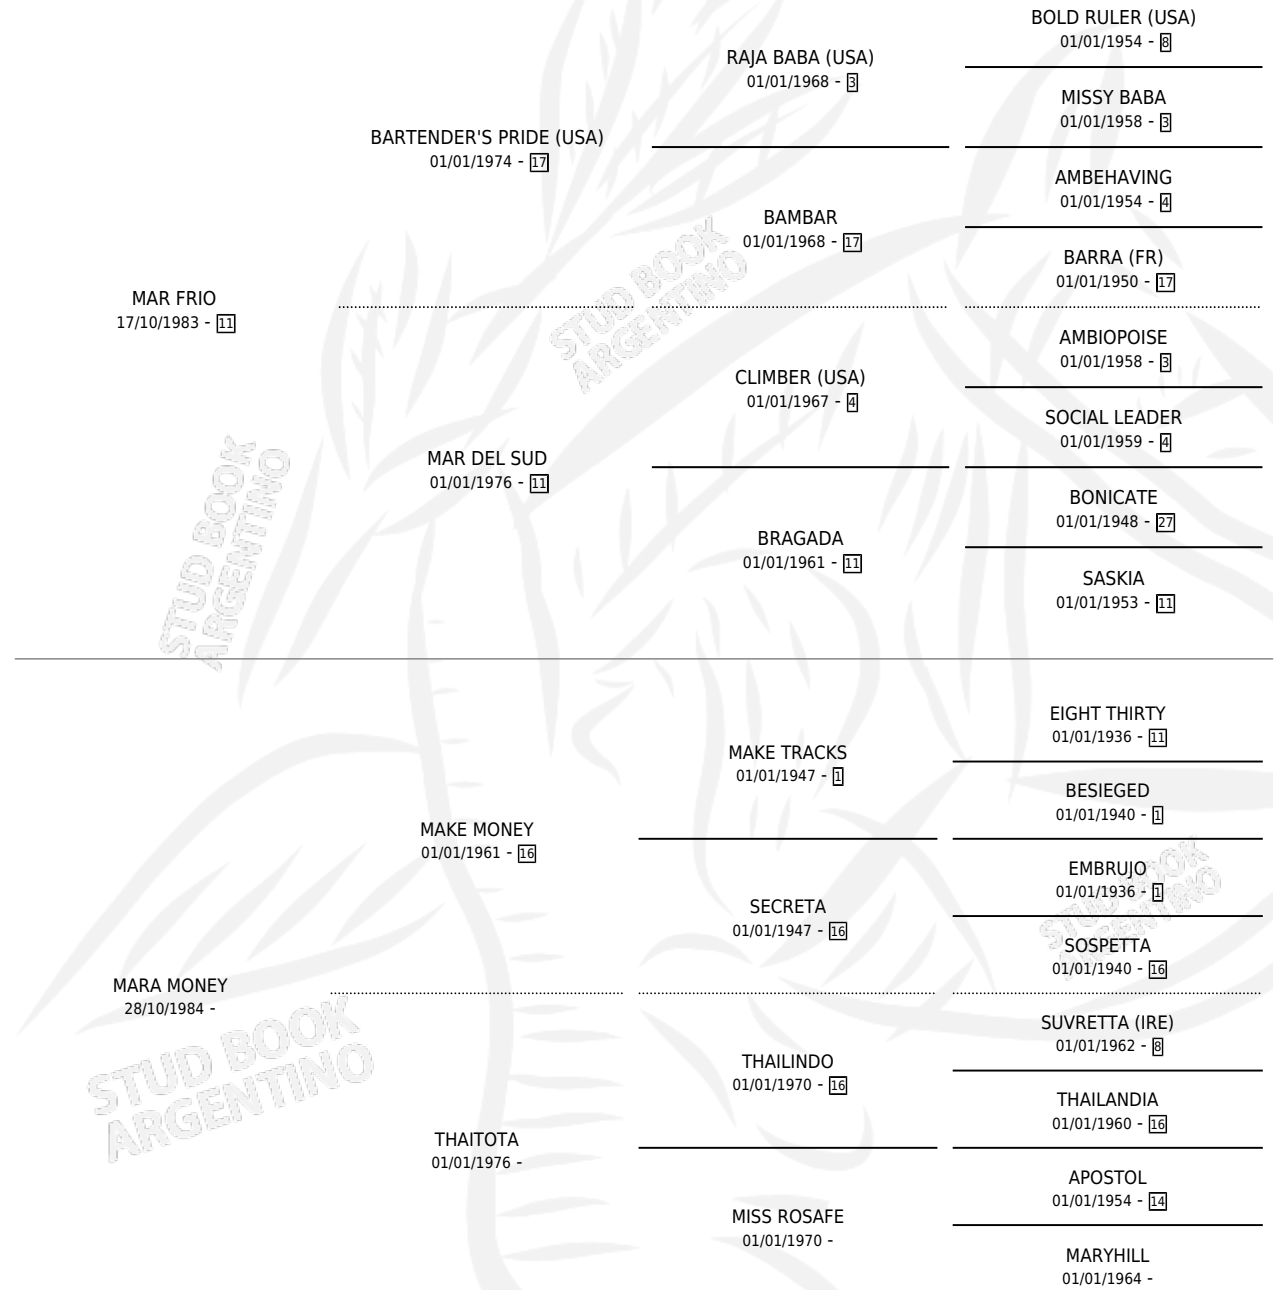 BOLD RULER (USA)
01/01/1954 - 8
RAJA BABA (USA)
01/01/1968 - 3
MISSY BABA
01/01/1958 - 3
BARTENDER'S PRIDE (USA)
01/01/1974 - 17
AMBEHAVING
01/01/1954 - 4
BAMBAR
01/01/1968 - 17
BARRA (FR)
01/01/1950 - 17
MAR FRIO
17/10/1983 - 11
AMBIOPOISE
01/01/1958 - 3
CLIMBER (USA)
01/01/1967 - 4
SOCIAL LEADER
01/01/1959 - 4
MAR DEL SUD
01/01/1976 - 11
BONICATE
01/01/1948 - 27
BRAGADA
01/01/1961 - 11
SASKIA
01/01/1953 - 11
STUD BOOK
ARGENTINO
STUD BOOK
ARGENTINO
EIGHT THIRTY
01/01/1936 - 11
MAKE TRACKS
01/01/1947 - 1
BESIEGED
01/01/1940 - 1
MAKE MONEY
01/01/1961 - 16
EMBRUJO
01/01/1936 - 1
SECRETA
01/01/1947 - 16
SOSPETTA
01/01/1940 - 16
MARA MONEY
28/10/1984 -
SUVRETTA (IRE)
01/01/1962 - 8
THAILINDO
01/01/1970 - 16
THAILANDIA
01/01/1960 - 16
THAITOTA
01/01/1976 -
APOSTOL
01/01/1954 - 14
MISS ROSAFE
01/01/1970 -
MARYHILL
01/01/1964 -
STUD BOOK
ARGENTINO
STUD BOOK
ARGENTINO